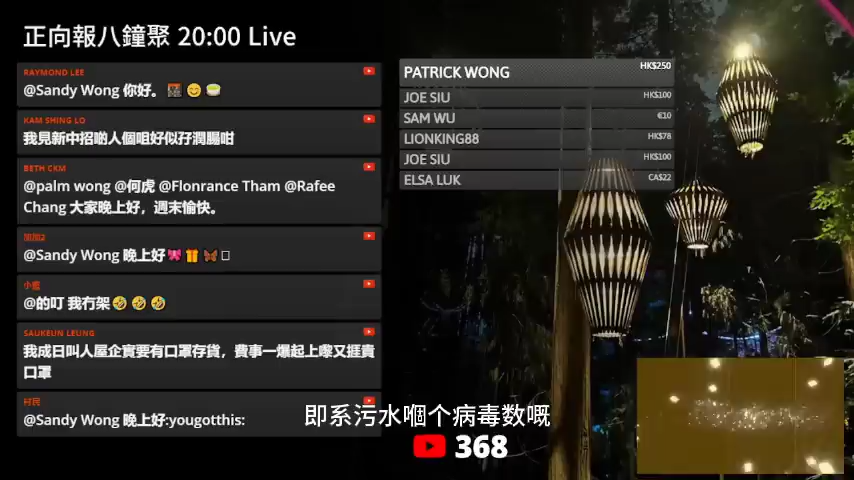 正向報八鐘聚 20:00 Live
RAYMOND LEE
@Sandy Wong 你好。
KAM SHING LO
我見新中招啲人個咀好似孖潤腸咁
BETH CKM
@palm wong @何虎 @Flonrance Tham @Rafee
Chang 大家晚上好，週末愉快。
@Sandy Wong 晚上好
@的叮 我冇架🤣🤣🤣
SAUKEUN LEUNG
我成日叫人屋企實要有口罩存貨，費事一爆起上嚟又捱貴
口罩
村民
@Sandy Wong 晚上好:yougotthis:
PATRICK WONG HK$250
JOE SIU HK$100
SAM WU €10
LIONKING88 HK$78
JOE SIU HK$100
ELSA LUK CA$22
即系污水嗰个病毒数嘅
368